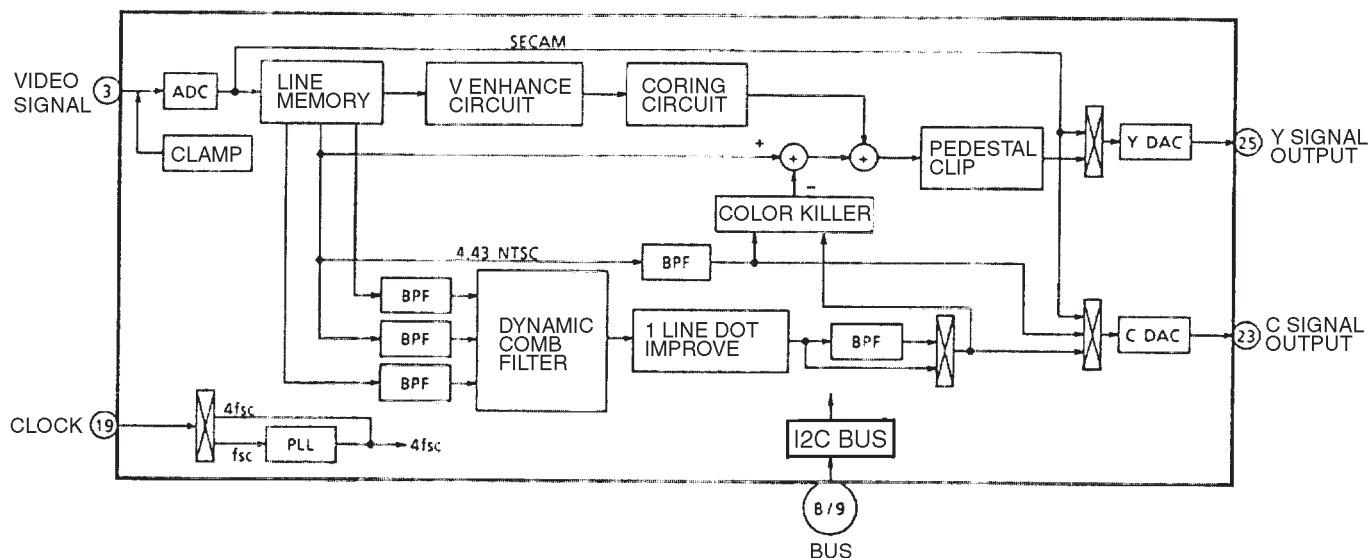 SECAM
VIDEO
SIGNAL
3
ADC
LINE
MEMORY
V ENHANCE
CIRCUIT
CORING
CIRCUIT
CLAMP
+
+
+
−
PEDESTAL
CLIP
Y DAC
25
Y SIGNAL
OUTPUT
COLOR KILLER
4.43 NTSC
BPF
BPF
BPF
BPF
DYNAMIC
COMB
FILTER
1 LINE DOT
IMPROVE
BPF
C DAC
23
C SIGNAL
OUTPUT
CLOCK
19
4fsc
fsc
PLL
4fsc
I2C BUS
8/9
BUS